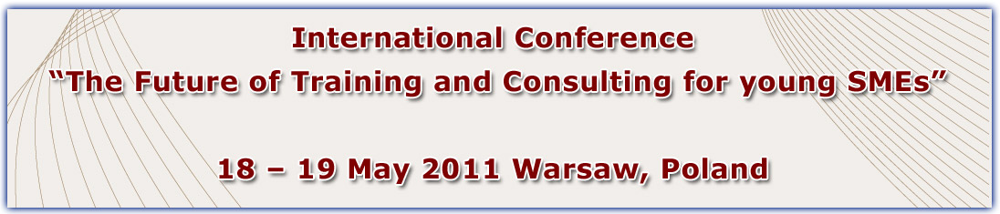 International Conference
“The Future of Training and Consulting for young SMEs”
18 – 19 May 2011 Warsaw, Poland